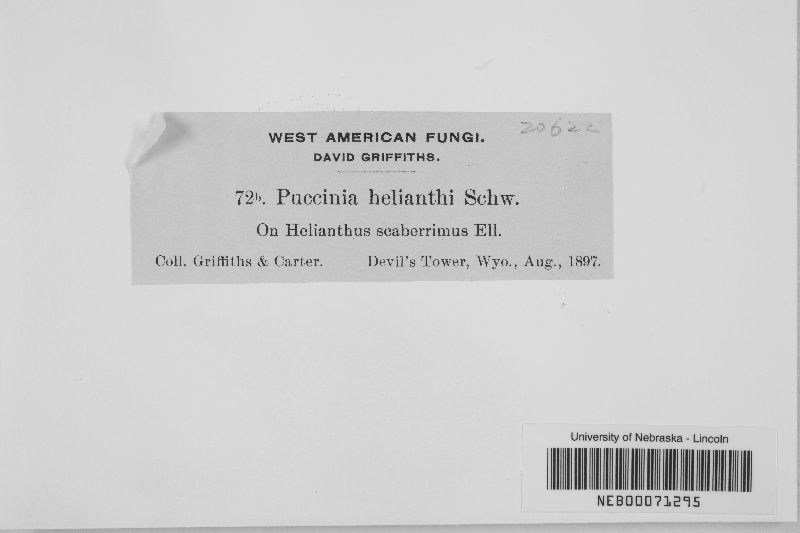 20622
WEST AMERICAN FUNGI.
DAVID GRIFFITHS.
72b. Puccinia helianthi Schw.
On Helianthus scaberrimus Ell.
Coll. Griffiths & Carter. Devil's Tower, Wyo., Aug., 1897.
University of Nebraska - Lincoln
NEB00071295